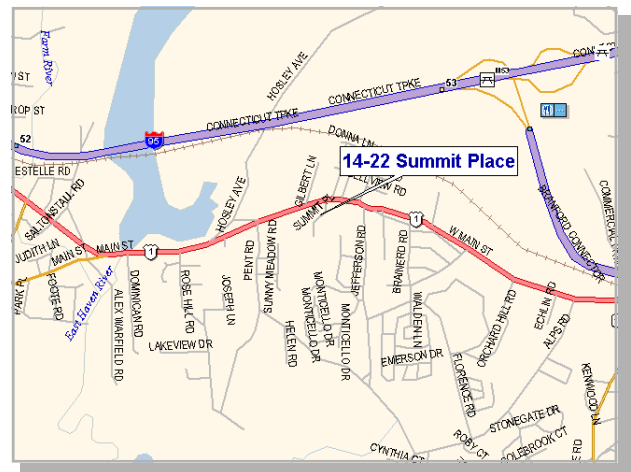 Farm River
HOSLEY AVE
CONNECTICUT TPKE
53
CONNECTICUT TPKE
95
DONNA LN
52
ESTELLE RD
14-22 Summit Place
SALTONSTALL RD
GILBERT LN
HOSLEY AVE
BRANFORD CONNECTOR
1
W MAIN ST
JUDITH LN
MAIN ST
MAIN ST
1
PENT RD
SUNNY MEADOW RD
JEFFERSON RD
BRAINERD RD
PARK PL
FOOTE RD
East Haven River
ALEX WARFIELD RD
DOMINICAN RD
ROSE HILL RD
JOSEPH LN
HELEN RD
MONTICELLO DR
MONTICELLO DR
MONTICELLO DR
WALDEN LN
ORCHARD HILL RD
ECHLIN RD
ALPS RD
LAKEVIEW DR
EMERSON DR
FLORENCE RD
KENWOOD LN
STONEGATE DR
ROBY CT
CYNTHIA CT